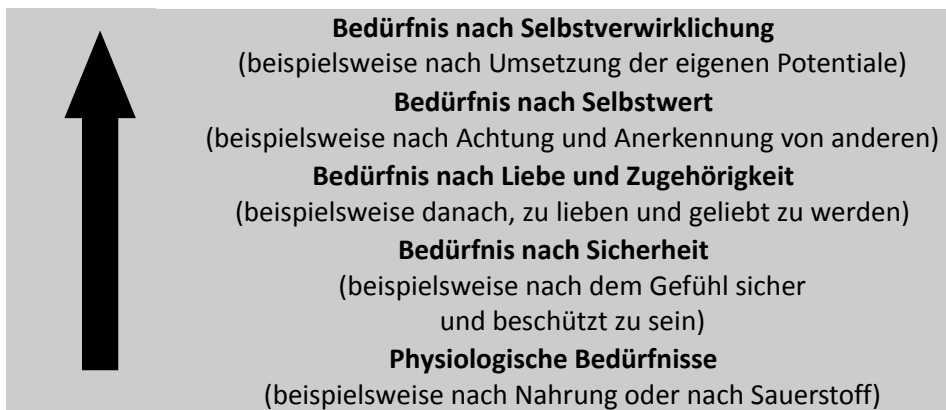 Bedürfnis nach Selbstverwirklichung
(beispielsweise nach Umsetzung der eigenen Potentiale)
Bedürfnis nach Selbstwert
(beispielsweise nach Achtung und Anerkennung von anderen)
Bedürfnis nach Liebe und Zugehörigkeit
(beispielsweise danach, zu lieben und geliebt zu werden)
Bedürfnis nach Sicherheit
(beispielsweise nach dem Gefühl sicher
und beschützt zu sein)
Physiologische Bedürfnisse
(beispielsweise nach Nahrung oder nach Sauerstoff)